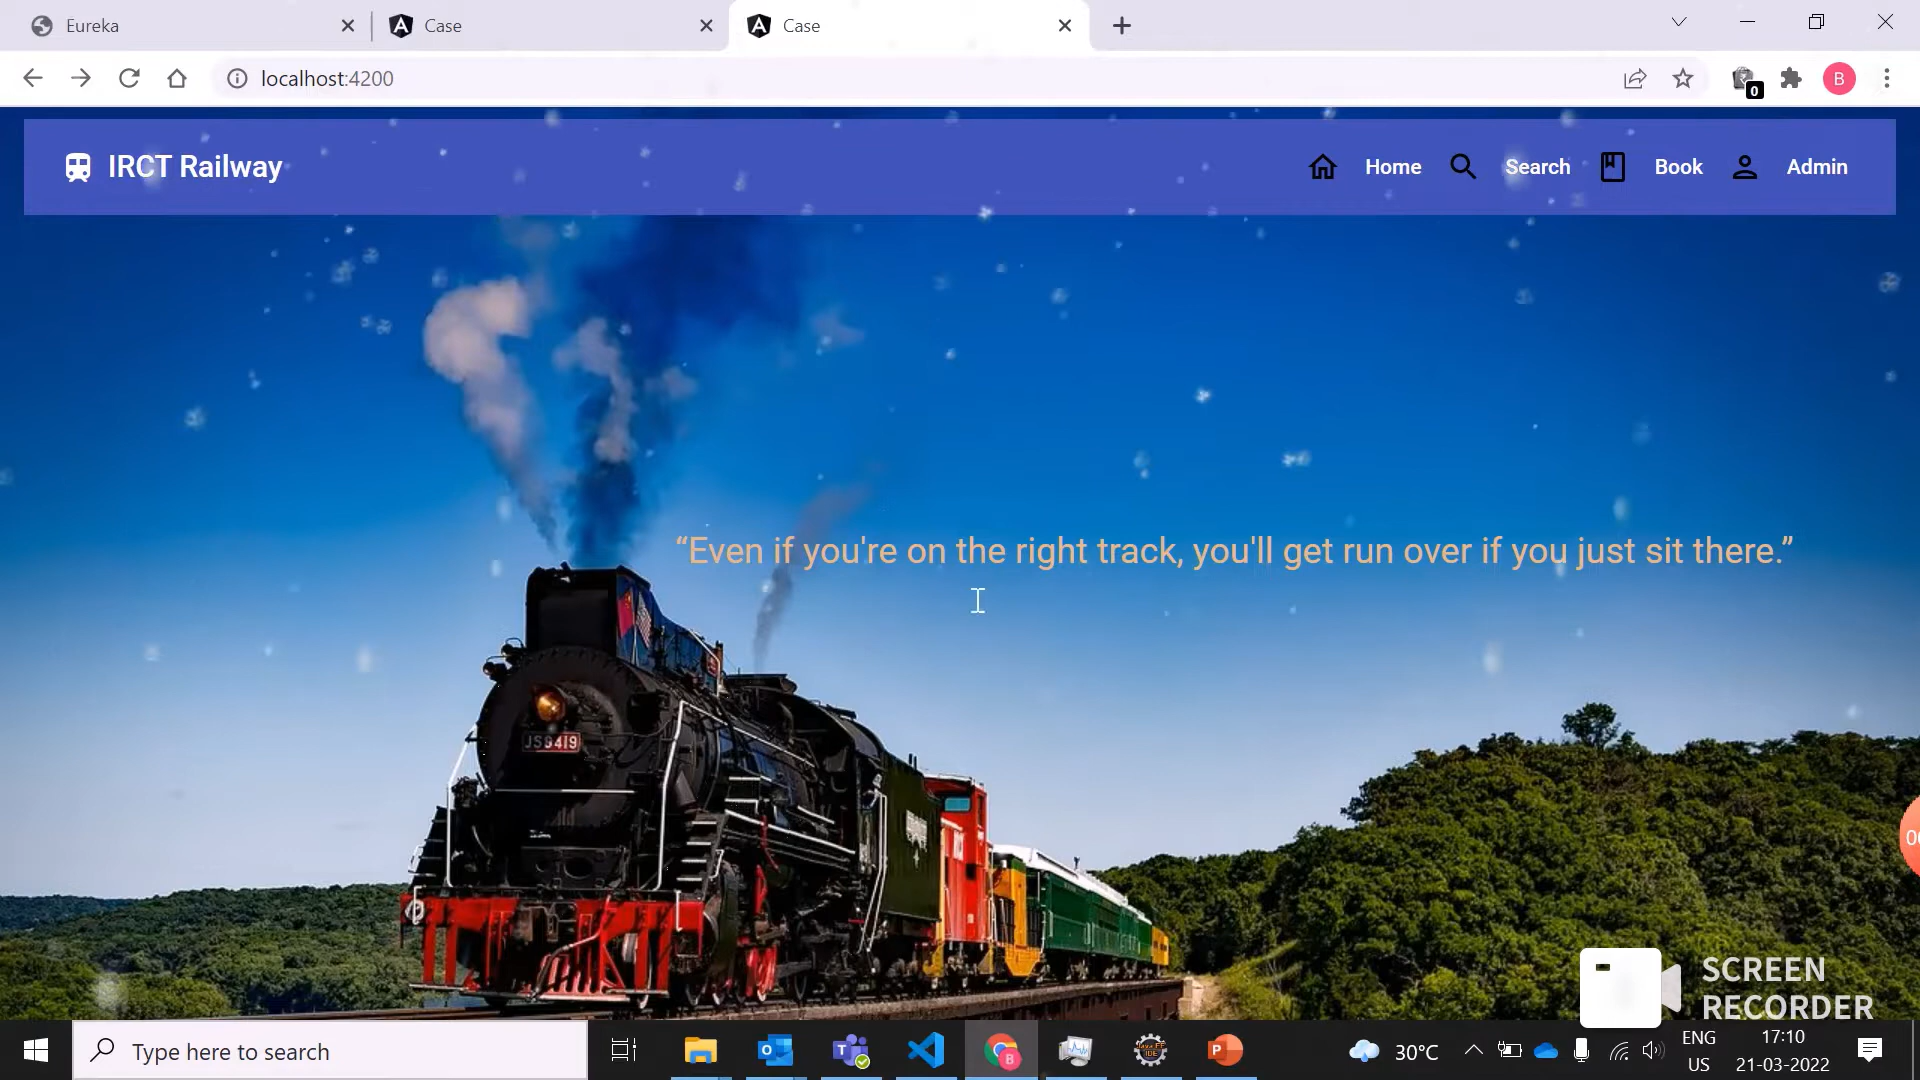 Eureka
Case
Case
localhost:4200
0
B
IRCT Railway
Home
Search
Book
Admin
“Even if you're on the right track, you'll get run over if you just sit there.”
JS8419
SCREEN
RECORDER
Type here to search
30°C
ENG
US
17:10
21-03-2022